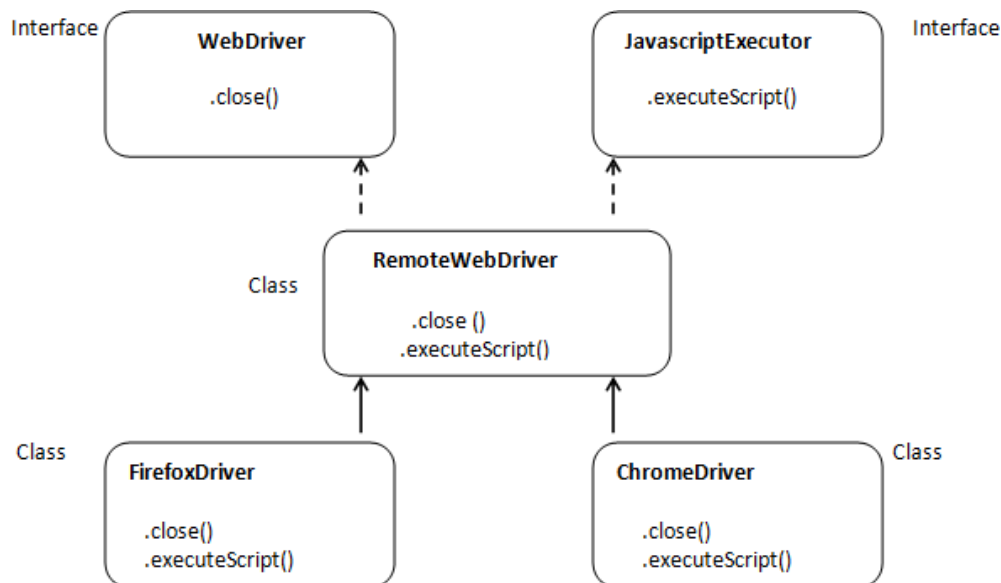 Interface
WebDriver
.close()
JavascriptExecutor
.executeScript()
Interface
Class
RemoteWebDriver
.close ()
.executeScript()
Class
FirefoxDriver
.close()
.executeScript()
ChromeDriver
.close()
.executeScript()
Class